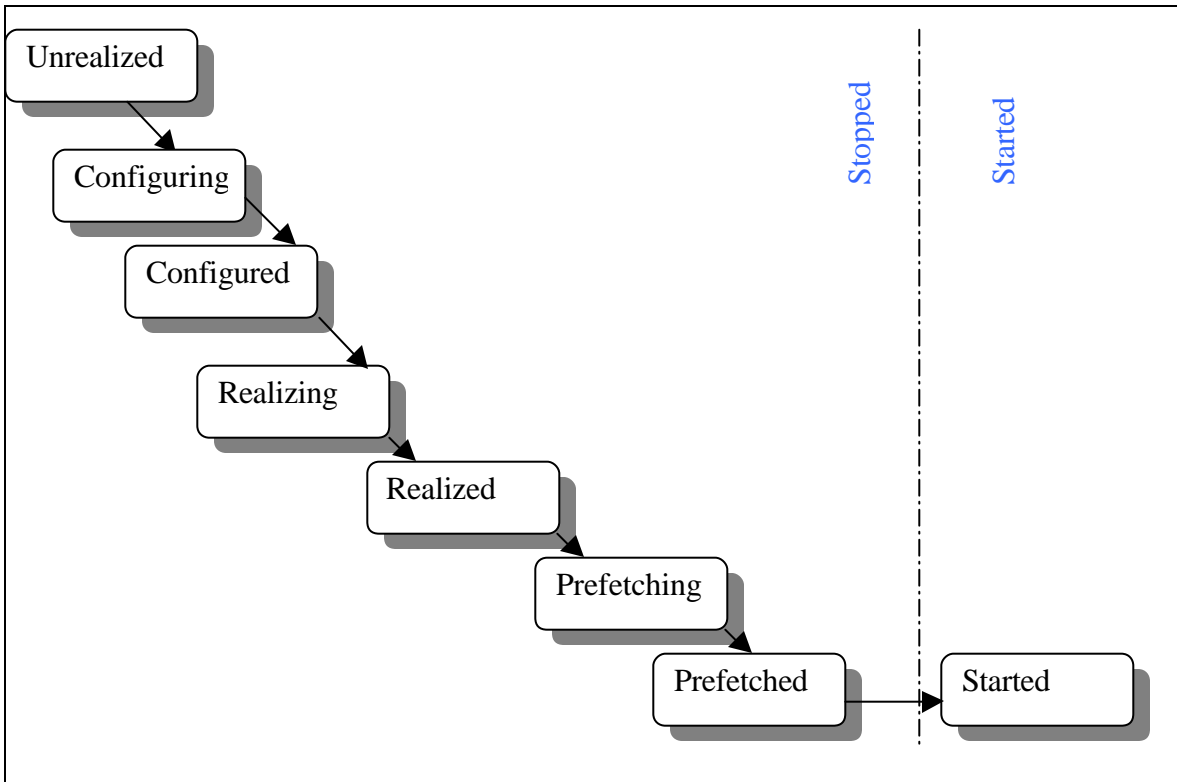 Unrealized
Stopped
Started
Configuring
Configured
Realizing
Realized
Prefetching
Prefetched
Started